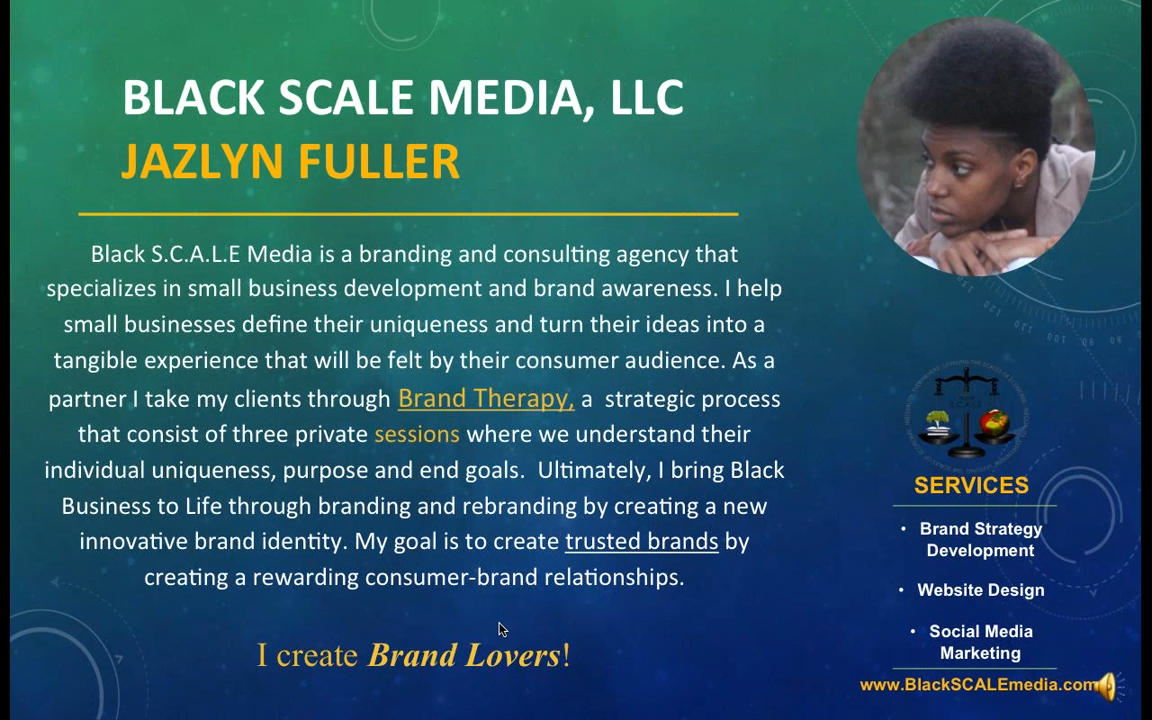 BLACK SCALE MEDIA, LLC
JAZLYN FULLER
Black S.C.A.L.E Media is a branding and consulting agency that
specializes in small business development and brand awareness. I help
small businesses define their uniqueness and turn their ideas into a
tangible experience that will be felt by their consumer audience. As a
partner I take my clients through Brand Therapy, a strategic process
that consist of three private sessions where we understand their
individual uniqueness, purpose and end goals. Ultimately, I bring Black
Business to Life through branding and rebranding by creating a new
innovative brand identity. My goal is to create trusted brands by
creating a rewarding consumer-brand relationships.
I create Brand Lovers!
SERVICES
• Brand Strategy
Development
• Website Design
• Social Media
Marketing
www.BlackSCALEmedia.com